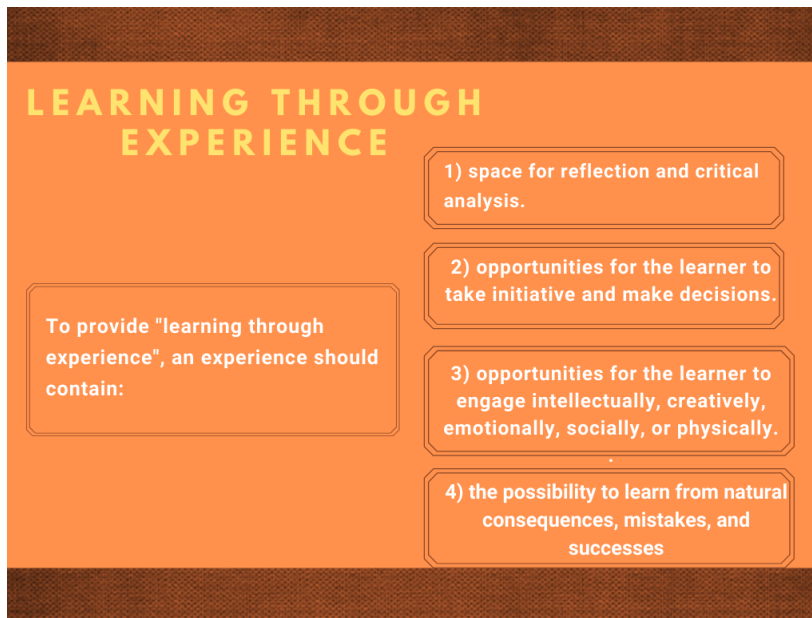 LEARNING THROUGH
EXPERIENCE
To provide "learning through
experience", an experience should
contain:
1) space for reflection and critical
analysis.
2) opportunities for the learner to
take initiative and make decisions.
3) opportunities for the learner to
engage intellectually, creatively,
emotionally, socially, or physically.
.
4) the possibility to learn from natural
consequences, mistakes, and
successes